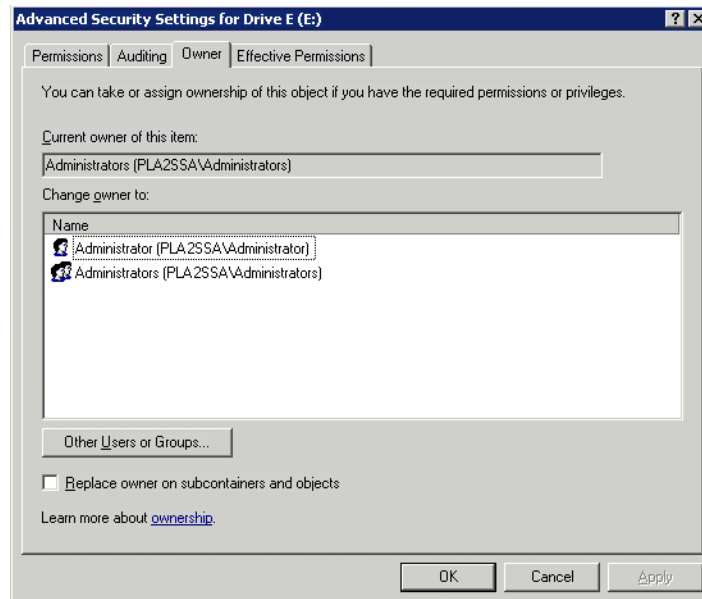 Advanced Security Settings for Drive E (E:)
Permissions Auditing Owner Effective Permissions
You can take or assign ownership of this object if you have the required permissions or privileges.
Current owner of this item:
Administrators (PLA2SSA\Administrators)
Change owner to:
Name
Administrator (PLA2SSA\Administrator)
Administrators (PLA2SSA\Administrators)
Other Users or Groups...
Replace owner on subcontainers and objects
Learn more about ownership.
OK Cancel Apply